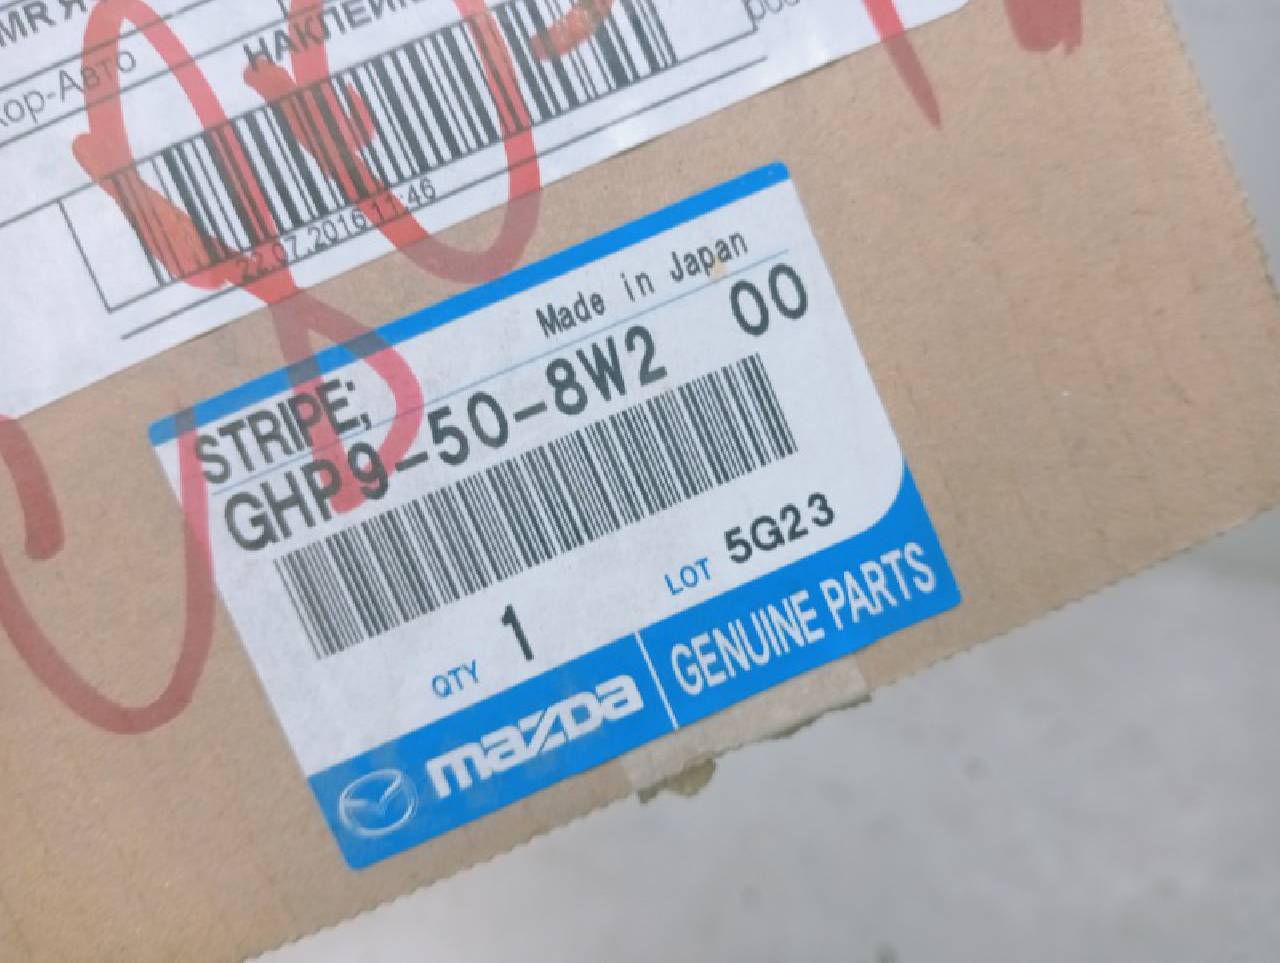 НАКЛЕЙК
кор-Авто
22.07.2016 11:46
Made in Japan
STRIPE;
GHP9-50-8W2 00
QTY 1
LOT 5G23
mazda
GENUINE PARTS